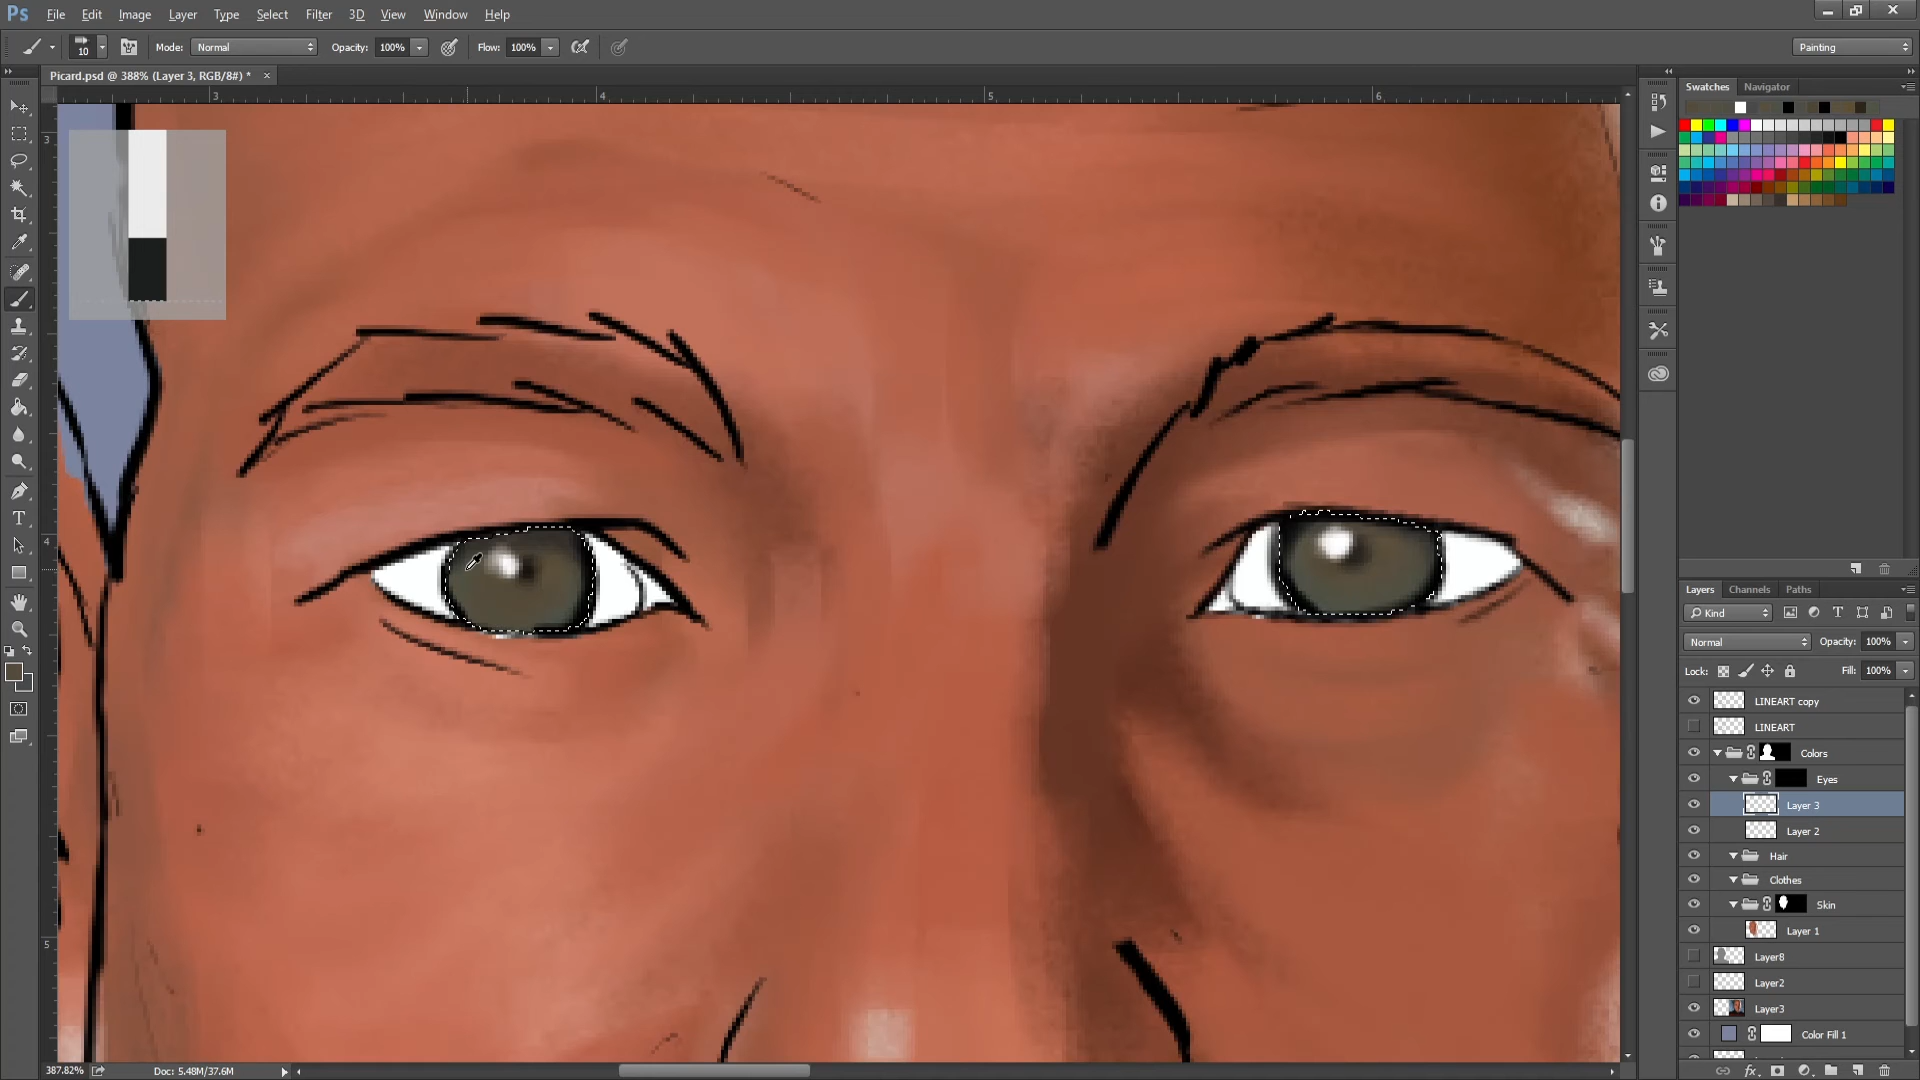 Ps File Edit Image Layer Type Select Filter 3D View Window Help
10 Mode: Normal Opacity: 100% Flow: 100% Painting
Picard.psd @ 388% (Layer 3, RGB/8#) * ×
3 4 5 6
3
4
5
Swatches Navigator
Layers Channels Paths
Kind
Normal Opacity: 100%
Lock: Fill: 100%
LINEART copy
LINEART
Colors
Eyes
Layer 3
Layer 2
Hair
Clothes
Skin
Layer 1
Layer8
Layer2
Layer3
Color Fill 1
387.82% Doc: 5.48M/37.6M